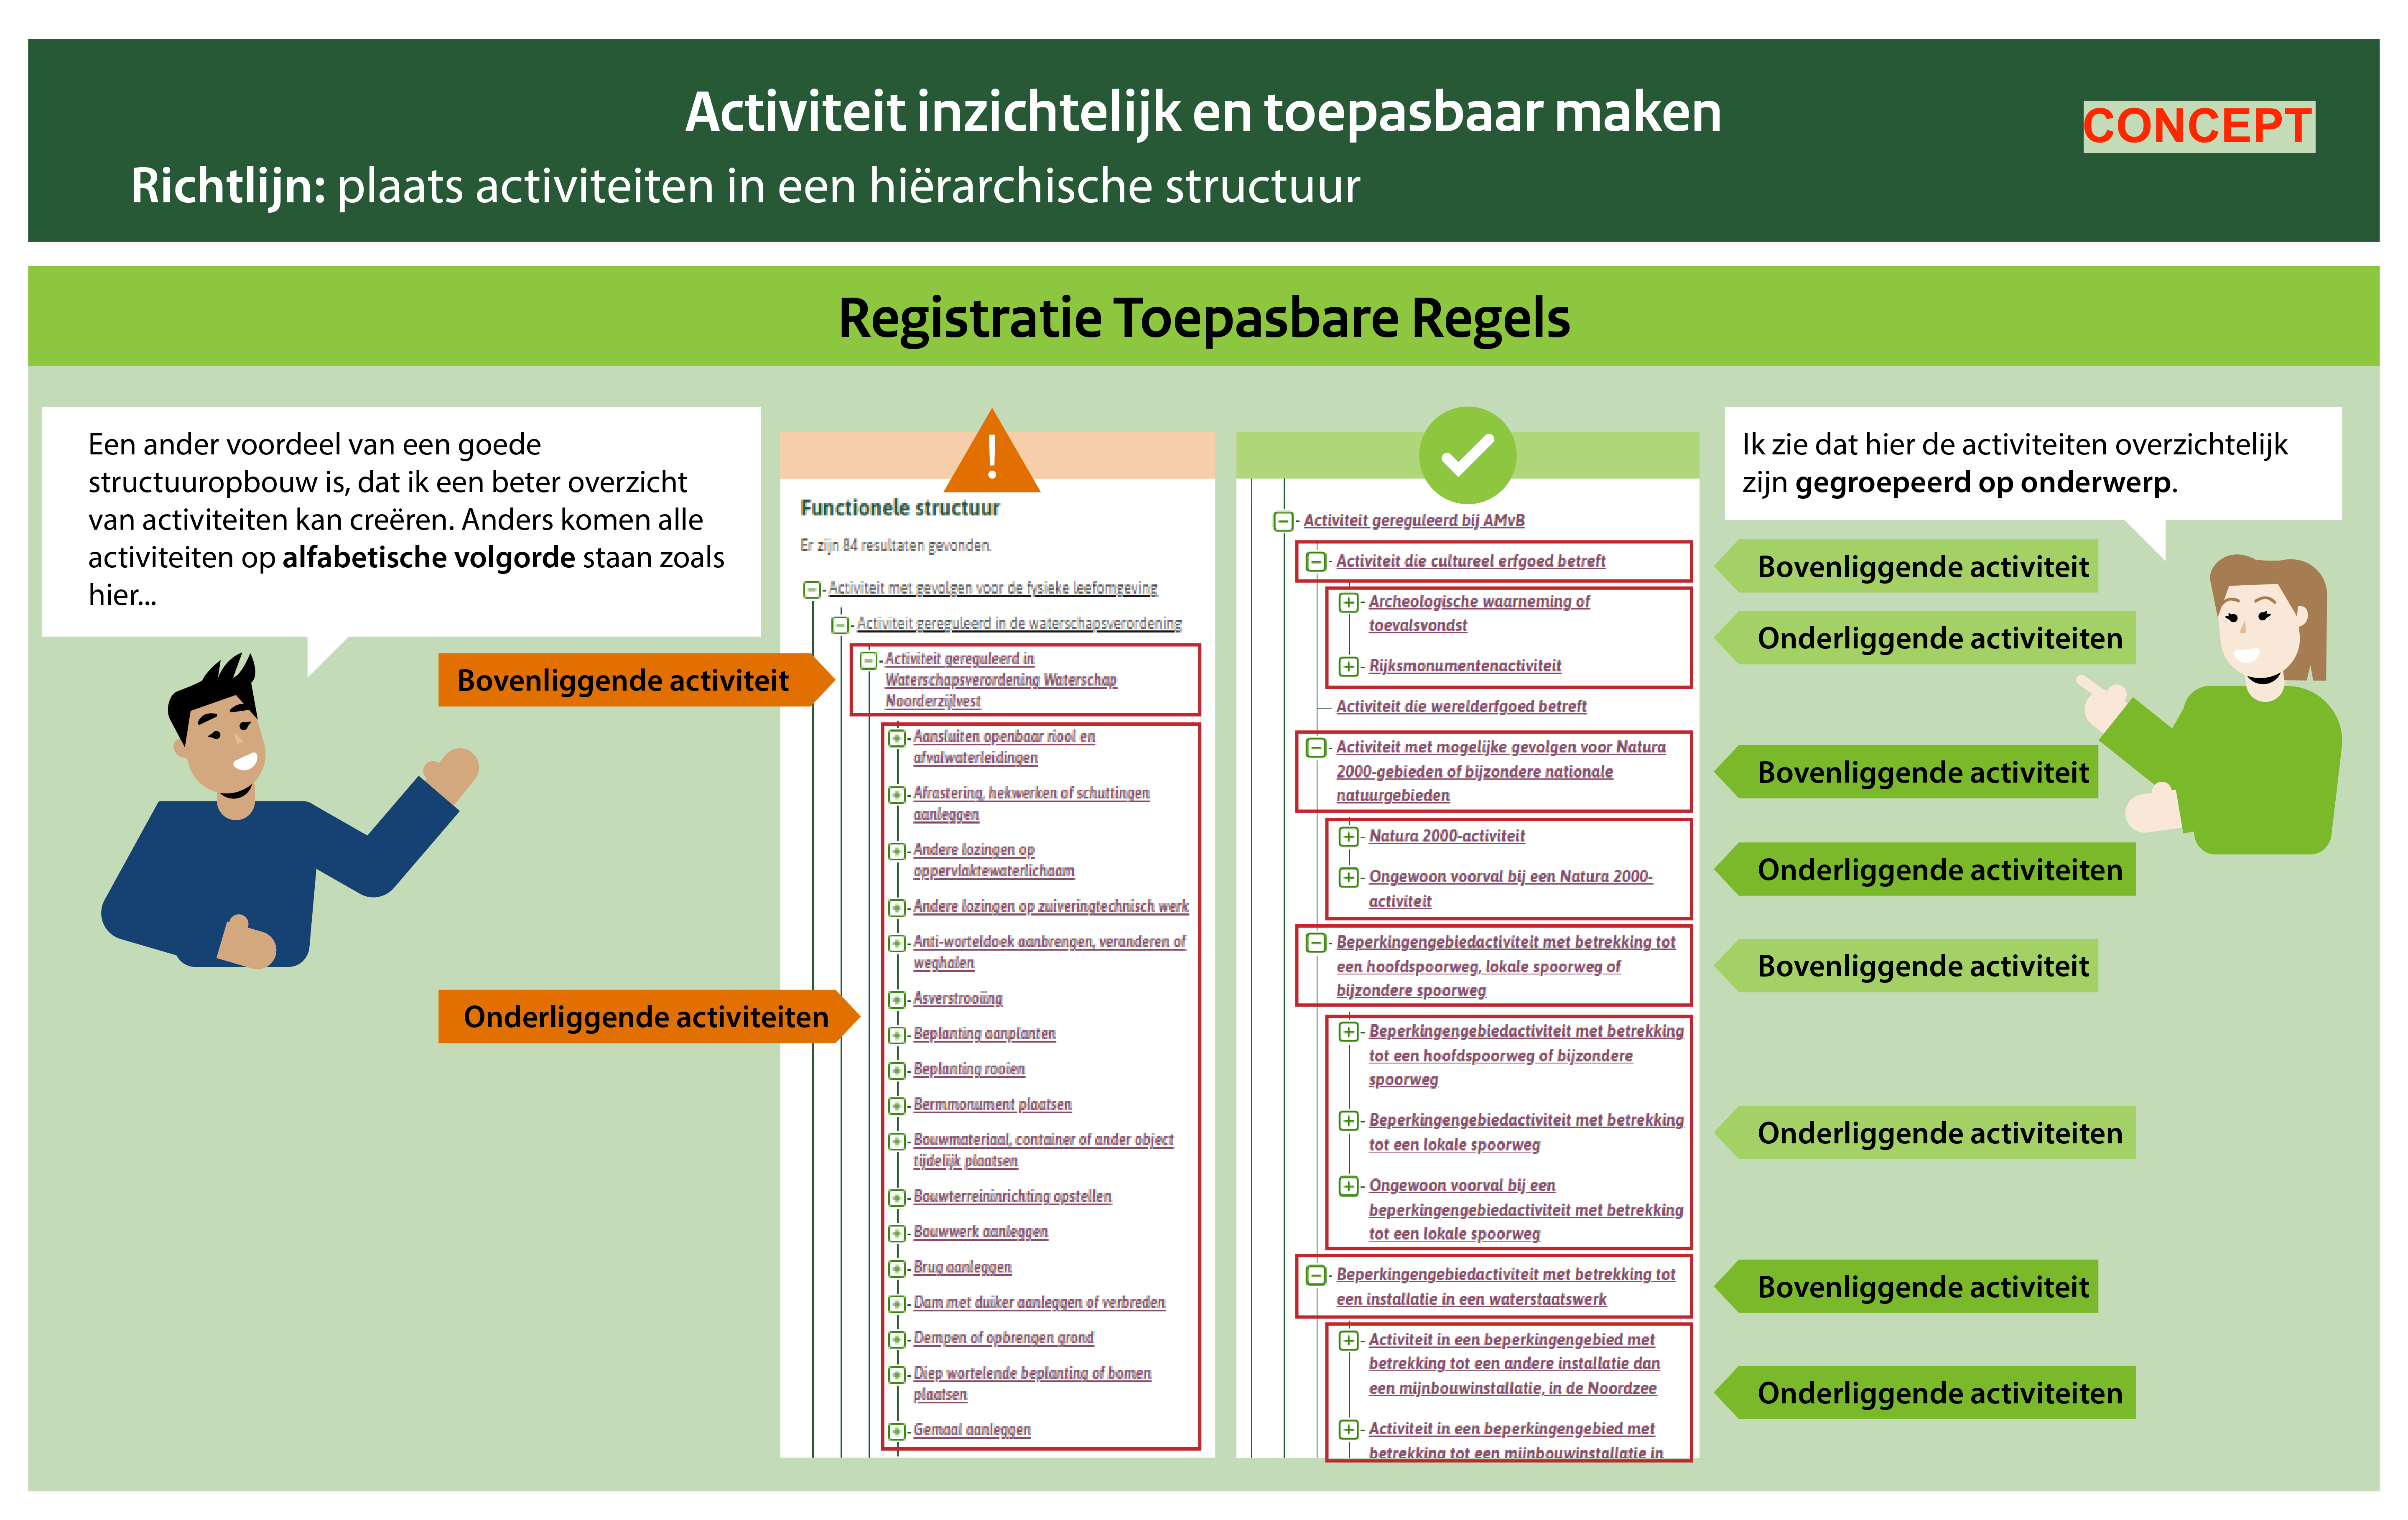 Activiteit inzichtelijk en toepasbaar maken
CONCEPT
Richtlijn: plaats activiteiten in een hiërarchische structuur
Registratie Toepasbare Regels
Een ander voordeel van een goede
structuuropbouw is, dat ik een beter overzicht
van activiteiten kan creëren. Anders komen alle
activiteiten op alfabetische volgorde staan zoals
hier...
Bovenliggende activiteit
Onderliggende activiteiten
!
Functionele structuur
Er zijn 84 resultaten gevonden.
Activiteit met gevolgen voor de fysieke leefomgeving
Activiteit gereguleerd in de waterschapsverordening
Activiteit gereguleerd in
Waterschapsverordening Waterschap
Noorderzijlvest
Aansluiten openbaar riool en
afvalwaterleidingen
Afrastering, hekwerken of schuttingen
aanleggen
Andere lozingen op
oppervlaktewaterlichaam
Andere lozingen op zuiveringtechnisch werk
Anti-worteldoek aanbrengen, veranderen of
weghalen
Asverstrooiing
Beplanting aanplanten
Beplanting rooien
Bermmonument plaatsen
Bouwmateriaal, container of ander object
tijdelijk plaatsen
Bouwterreininrichting opstellen
Bouwwerk aanleggen
Brug aanleggen
Dam met duiker aanleggen of verbreden
Dempen of opbrengen grond
Diep wortelende beplanting of bomen
plaatsen
Gemaal aanleggen
Activiteit gereguleerd bij AMvB
Activiteit die cultureel erfgoed betreft
Archeologische waarneming of
toevalsvondst
Rijksmonumentenactiviteit
Activiteit die werelderfgoed betreft
Activiteit met mogelijke gevolgen voor Natura
2000-gebieden of bijzondere nationale
natuurgebieden
Natura 2000-activiteit
Ongewoon voorval bij een Natura 2000-
activiteit
Beperkingengebiedactiviteit met betrekking tot
een hoofdspoorweg, lokale spoorweg of
bijzondere spoorweg
Beperkingengebiedactiviteit met betrekking
tot een hoofdspoorweg of bijzondere
spoorweg
Beperkingengebiedactiviteit met betrekking
tot een lokale spoorweg
Ongewoon voorval bij een
beperkingengebiedactiviteit met betrekking
tot een lokale spoorweg
Beperkingengebiedactiviteit met betrekking tot
een installatie in een waterstaatswerk
Activiteit in een beperkingengebied met
betrekking tot een andere installatie dan
een mijnbouwinstallatie, in de Noordzee
Activiteit in een beperkingengebied met
betrekking tot een mijnbouwinstallatie in
Ik zie dat hier de activiteiten overzichtelijk
zijn gegroepeerd op onderwerp.
Bovenliggende activiteit
Onderliggende activiteiten
Bovenliggende activiteit
Onderliggende activiteiten
Bovenliggende activiteit
Onderliggende activiteiten
Bovenliggende activiteit
Onderliggende activiteiten